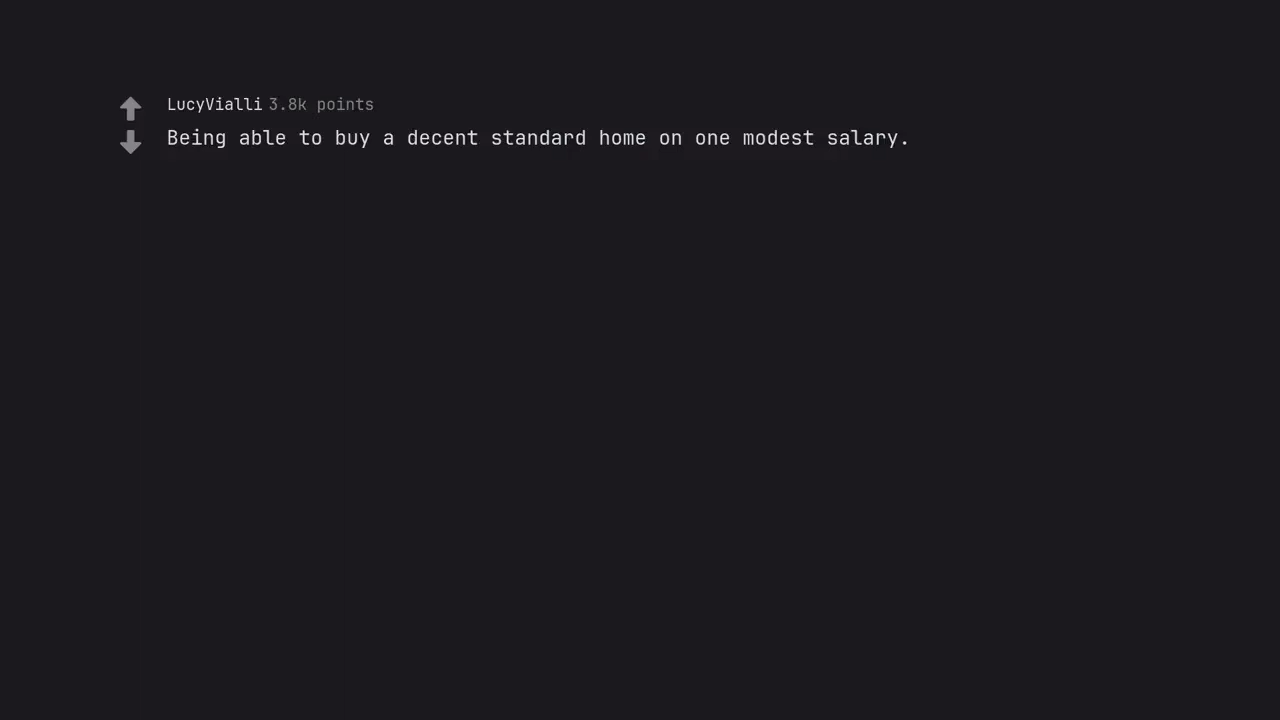 LucyVialli 3.8k points
Being able to buy a decent standard home on one modest salary.